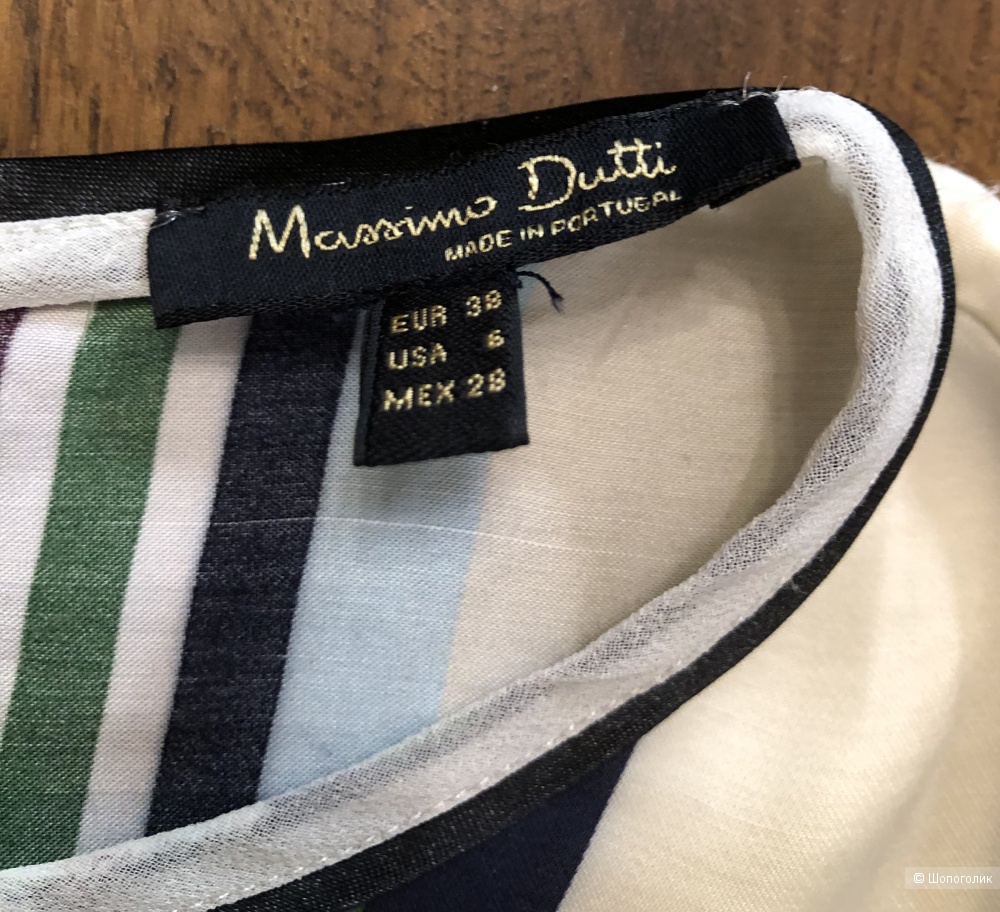 Massimo Dutti
MADE IN PORTUGAL
EUR 38
USA 6
MEX 28
© Шопоголик